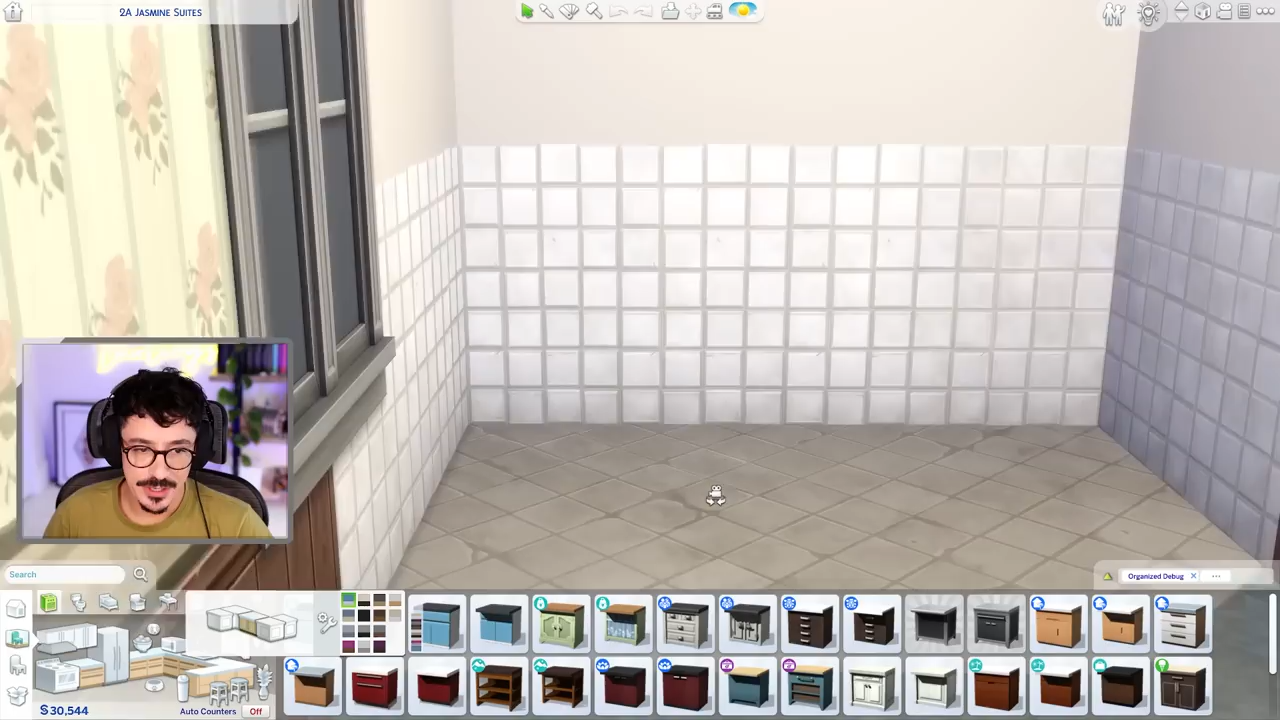 2A JASMINE SUITES
Search
Organized Debug
§30,544
Auto Counters
Off